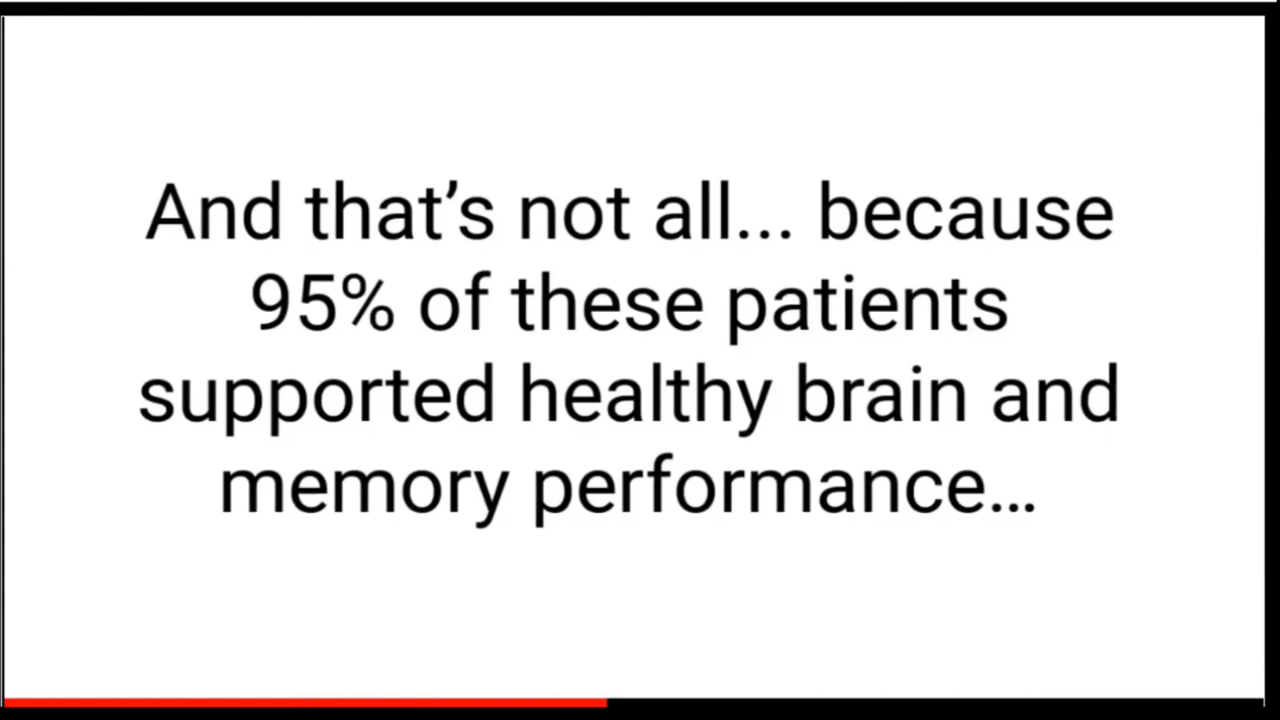 And that’s not all... because
95% of these patients
supported healthy brain and
memory performance…